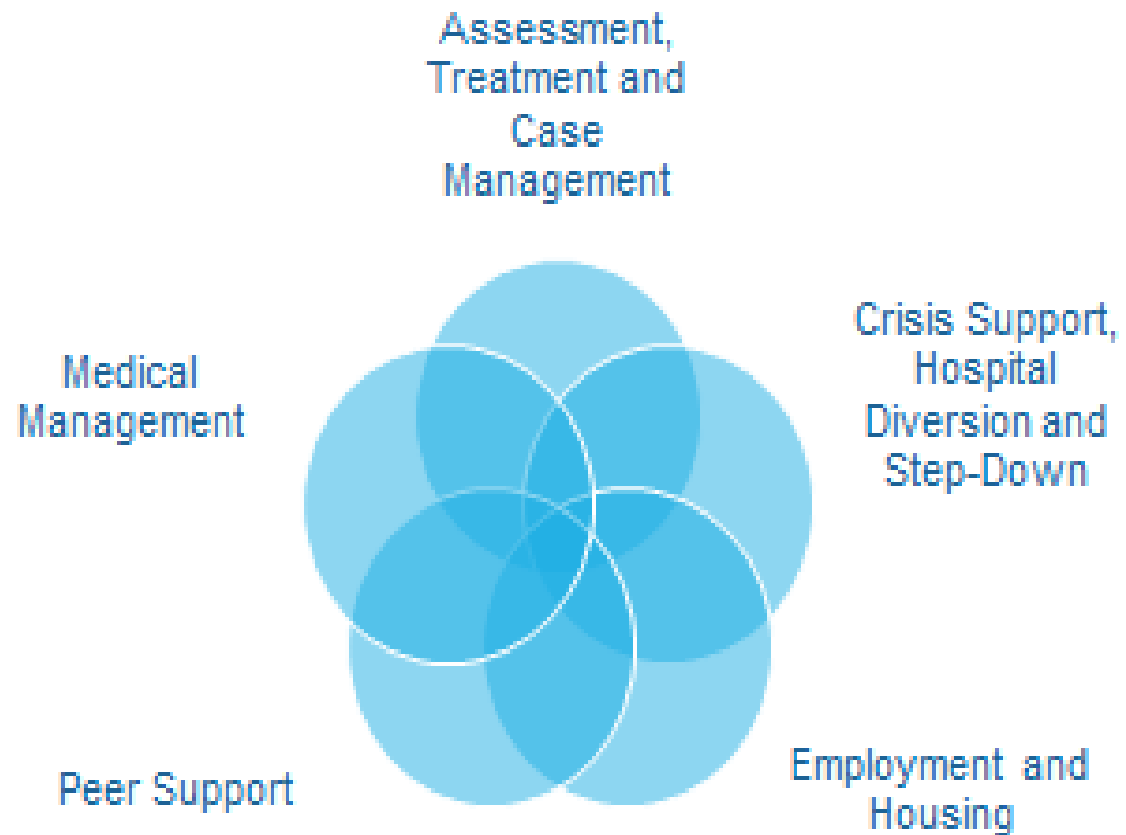 Assessment,
Treatment and
Case
Management
Crisis Support,
Hospital
Diversion and
Step-Down
Medical
Management
Employment and
Housing
Peer Support